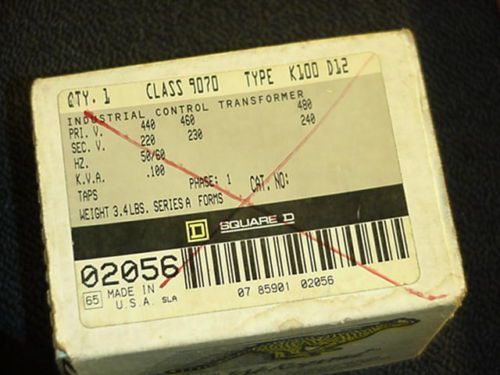 QTY. 1 CLASS 9070 TYPE K100 D12
INDUSTRIAL CONTROL TRANSFORMER
PRI. V. 440 460 480
SEC. V. 220 230 240
HZ. 50/60
K.V.A. .100
TAPS PHASE: 1 CAT. NO:
WEIGHT 3.4 LBS. SERIES A FORMS
D SQUARE D
02056
65 MADE IN U.S.A. SLA
07 85901 02056